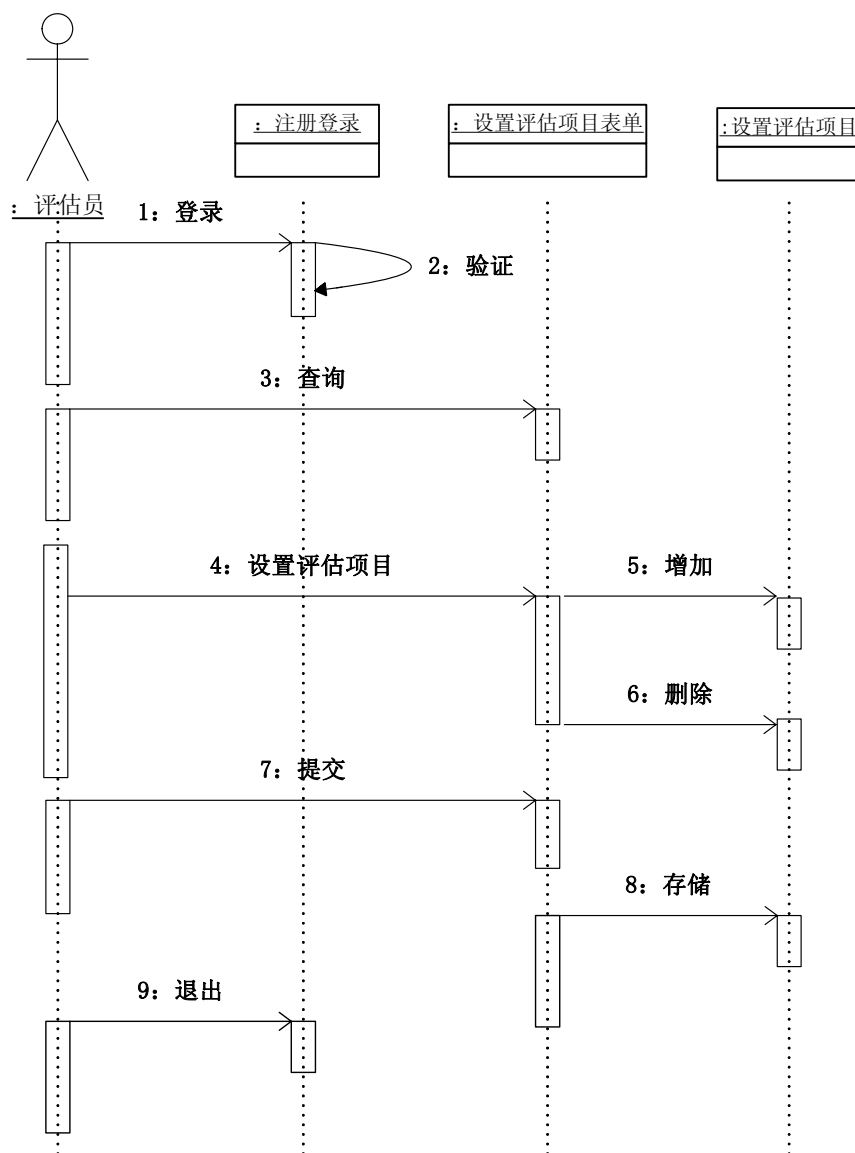 ： 注册登录
： 设置评估项目表单
:设置评估项目
： 评估员
1: 登录
2: 验证
3: 查询
4: 设置评估项目
5: 增加
6: 删除
7: 提交
8: 存储
9: 退出